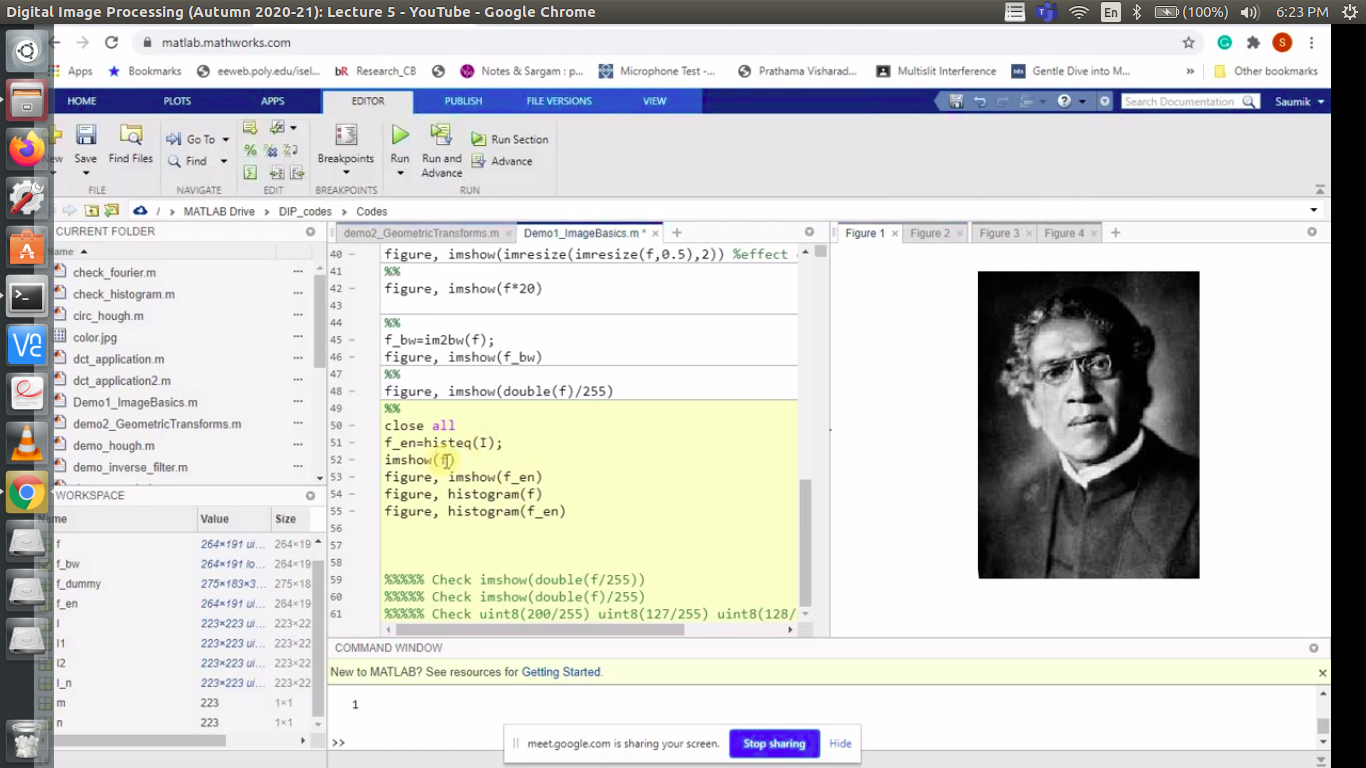 Digital Image Processing (Autumn 2020-21): Lecture 5 - YouTube - Google Chrome En (100%) 6:23 PM
matlab.mathworks.com S
Apps Bookmarks eeweb.poly.edu/isel... bR Research_CB Notes & Sargam : p... Microphone Test -... Prathama Visharad... Multislit Interference Gentle Dive into M... » Other bookmarks
HOME PLOTS APPS EDITOR PUBLISH FILE VERSIONS VIEW Search Documentation Saumik
Go To Run Section
Find
Save Find Files Breakpoints Run Run and Advance
Advance
FILE NAVIGATE EDIT BREAKPOINTS RUN
/ MATLAB Drive DIP_codes Codes
CURRENT FOLDER
demo2_GeometricTransforms.m × Demo1_ImageBasics.m * × +
Figure 1 × Figure 2 × Figure 3 × Figure 4 × +
Name
check_fourier.m
check_histogram.m
circ_hough.m
color.jpg
dct_application.m
dct_application2.m
Demo1_ImageBasics.m
demo2_GeometricTransforms.m
demo_hough.m
demo_inverse_filter.m
40 – figure, imshow(imresize(imresize(f,0.5),2)) %effect
41 %%
42 – figure, imshow(f*20)
43
44 %%
45 – f_bw=im2bw(f);
46 – figure, imshow(f_bw)
47 %%
48 – figure, imshow(double(f)/255)
49 %%
50 – close all
51 – f_en=histeq(I);
52 – imshow(f)
53 – figure, imshow(f_en)
54 – figure, histogram(f)
55 – figure, histogram(f_en)
56
57
58
59 %%%%% Check imshow(double(f/255))
60 %%%%% Check imshow(double(f)/255)
61 %%%%% Check uint8(200/255) uint8(127/255) uint8(128/
WORKSPACE
Name Value Size
f 264×191 ui... 264×19
f_bw 264×191 lo... 264×19
f_dummy 275×183×3... 275×18
f_en 264×191 ui... 264×19
I 223×223 ui... 223×22
I1 223×223 ui... 223×22
I2 223×223 ui... 223×22
I_n 223×223 ui... 223×22
m 223 1×1
n 223 1×1
COMMAND WINDOW
New to MATLAB? See resources for Getting Started. ×
1
>>
meet.google.com is sharing your screen. Stop sharing Hide